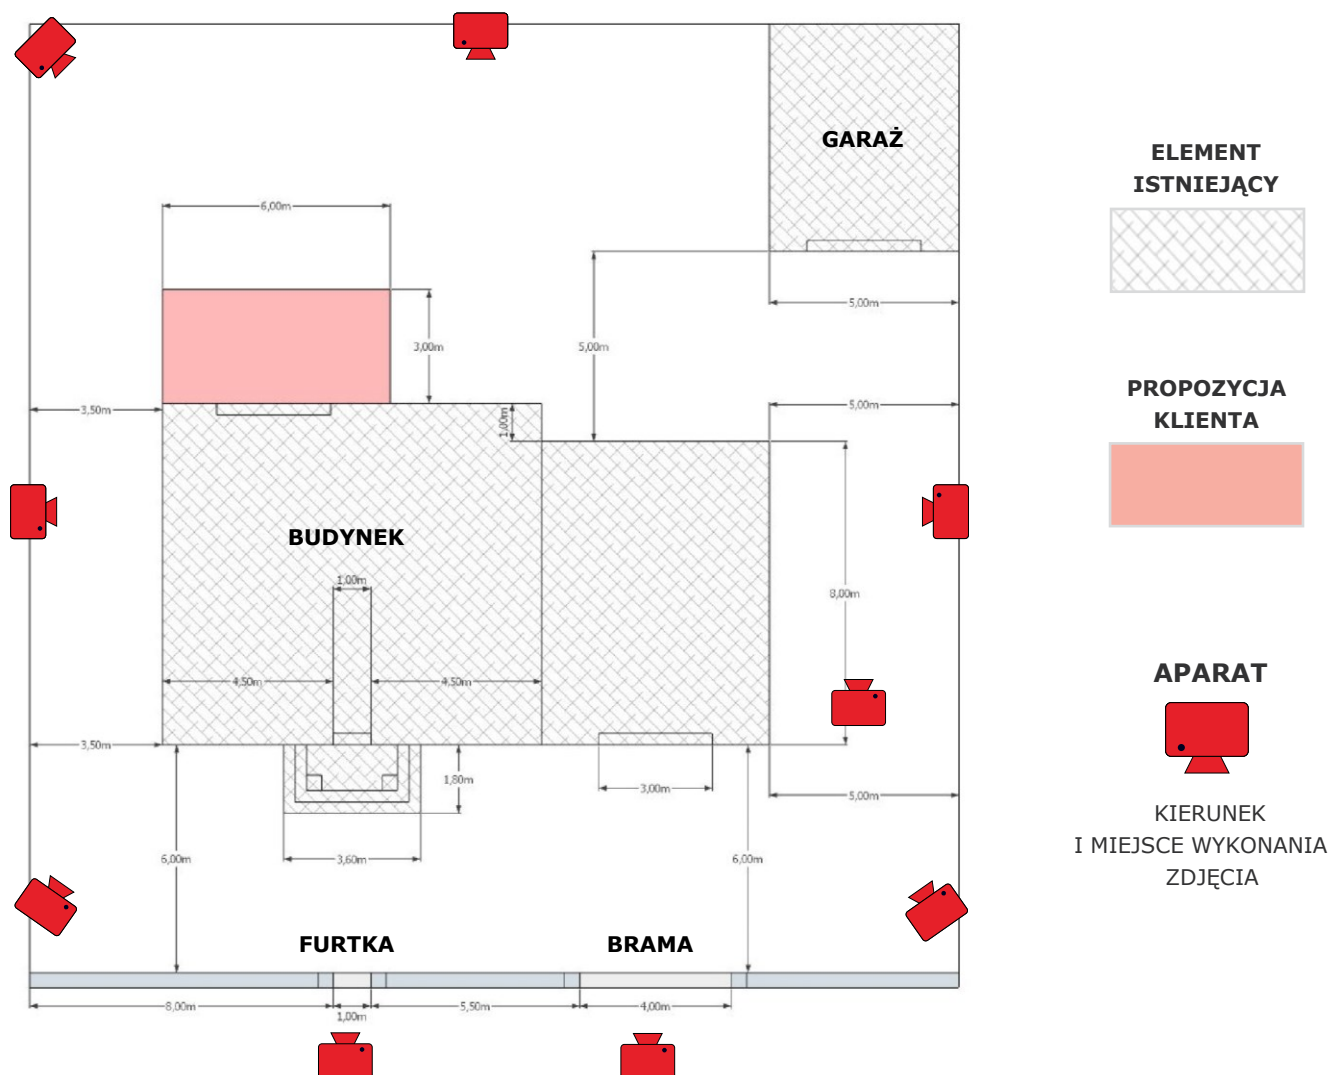 GARAŻ
6,00m
5,00m
3,00m
5,00m
3,50m
1,00m
5,00m
BUDYNEK
1,00m
8,00m
4,50m
4,50m
3,50m
1,80m
3,00m
5,00m
6,00m
3,60m
6,00m
FURTKA
BRAMA
8,00m
1,00m
5,50m
4,00m
ELEMENT
ISTNIEJĄCY
PROPOZYCJA
KLIENTA
APARAT
KIERUNEK
I MIEJSCE WYKONANIA
ZDJĘCIA